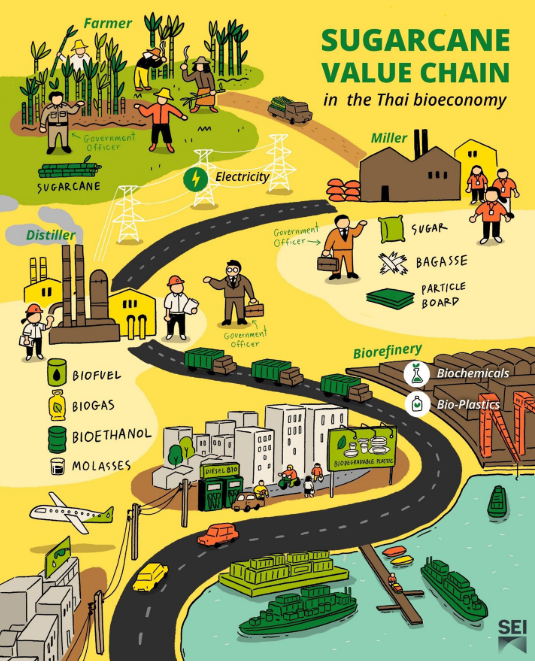 Farmer
SUGARCANE
VALUE CHAIN
in the Thai bioeconomy
Government
Officer
SUGARCANE
Miller
Electricity
Government
Officer
SUGAR
BAGASSE
PARTICLE
BOARD
Distiller
Government
Officer
BIOFUEL
BIOGAS
BIOETHANOL
MOLASSES
Biorefinery
Biochemicals
Bio-Plastics
DIESEL BIO
BIODEGRADABLE PLASTIC
SEI